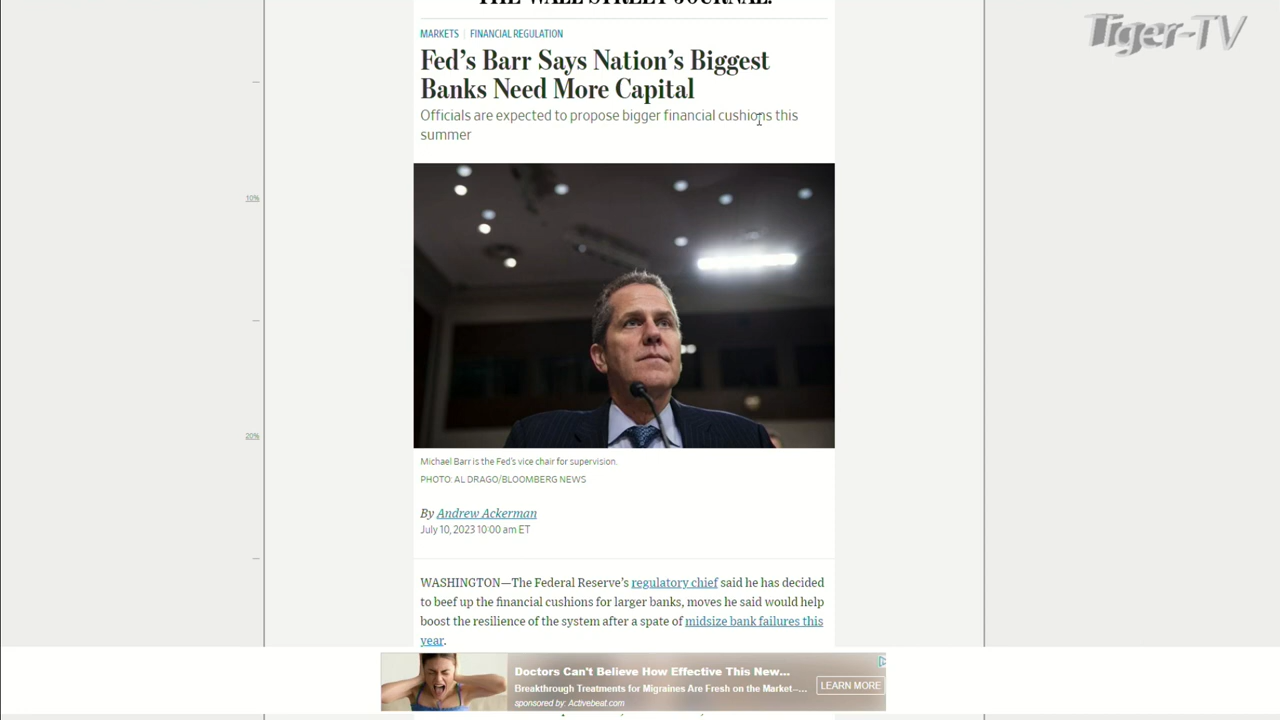 THE WALL STREET JOURNAL.
Tiger-TV
MARKETS | FINANCIAL REGULATION
Fed's Barr Says Nation's Biggest
Banks Need More Capital
Officials are expected to propose bigger financial cushions this
summer
10%
20%
Michael Barr is the Fed's vice chair for supervision.
PHOTO: AL DRAGO/BLOOMBERG NEWS
By Andrew Ackerman
July 10, 2023 10:00 am ET
WASHINGTON—The Federal Reserve's regulatory chief said he has decided
to beef up the financial cushions for larger banks, moves he said would help
boost the resilience of the system after a spate of midsize bank failures this
year.
Doctors Can't Believe How Effective This New...
Breakthrough Treatments for Migraines Are Fresh on the Market–...
sponsored by: Activebeat.com
LEARN MORE